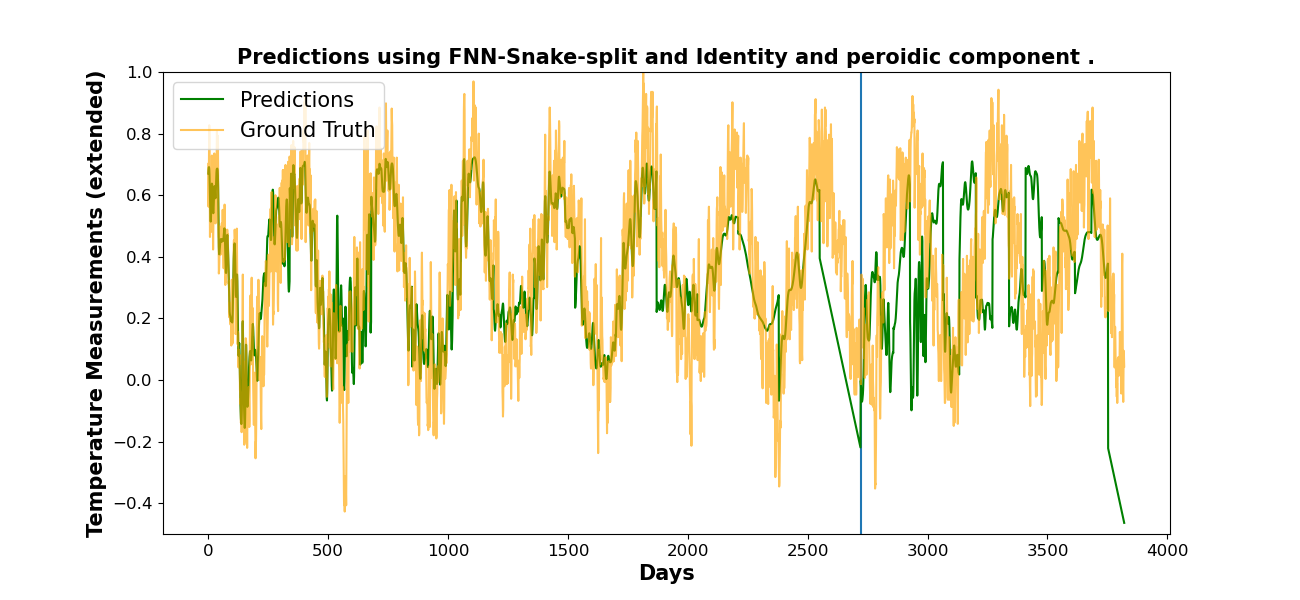 Predictions using FNN-Snake-split and Identity and peroidic component .
Predictions
Ground Truth
Temperature Measurements (extended)
1.0
0.8
0.6
0.4
0.2
0.0
−0.2
−0.4
0 500 1000 1500 2000 2500 3000 3500 4000
Days